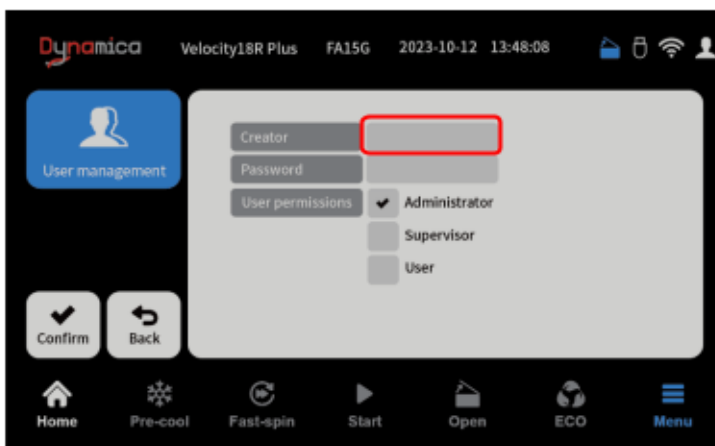 Dynamica Velocity18R Plus FA15G 2023-10-12 13:48:08
User management
Creator
Password
User permissions Administrator
Supervisor
User
Confirm Back
Home Pre-cool Fast-spin Start Open ECO Menu